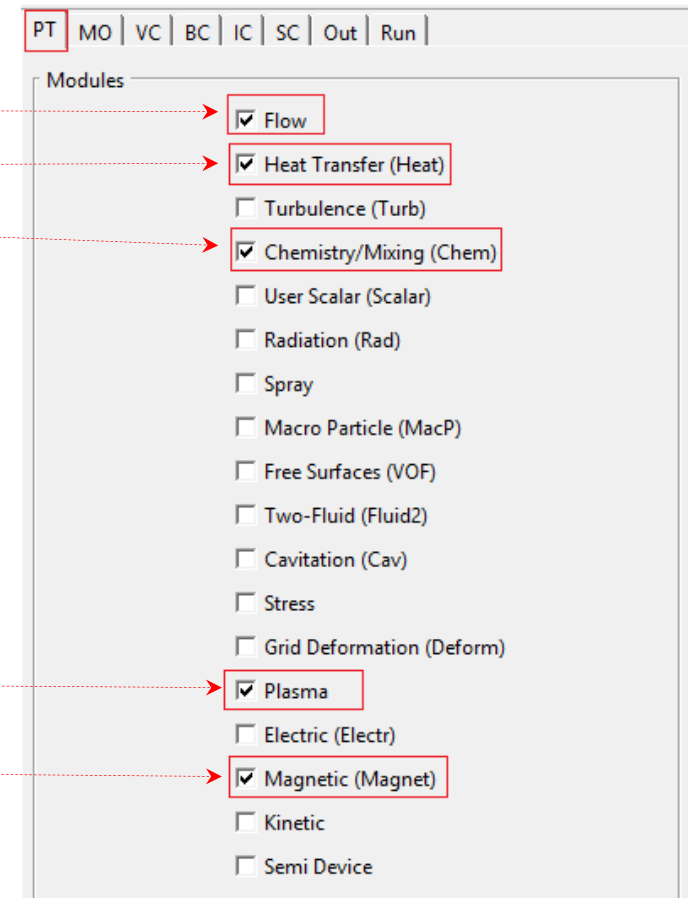 PT MO VC BC IC SC Out Run
Modules
Flow
Heat Transfer (Heat)
Turbulence (Turb)
Chemistry/Mixing (Chem)
User Scalar (Scalar)
Radiation (Rad)
Spray
Macro Particle (MacP)
Free Surfaces (VOF)
Two-Fluid (Fluid2)
Cavitation (Cav)
Stress
Grid Deformation (Deform)
Plasma
Electric (Electr)
Magnetic (Magnet)
Kinetic
Semi Device